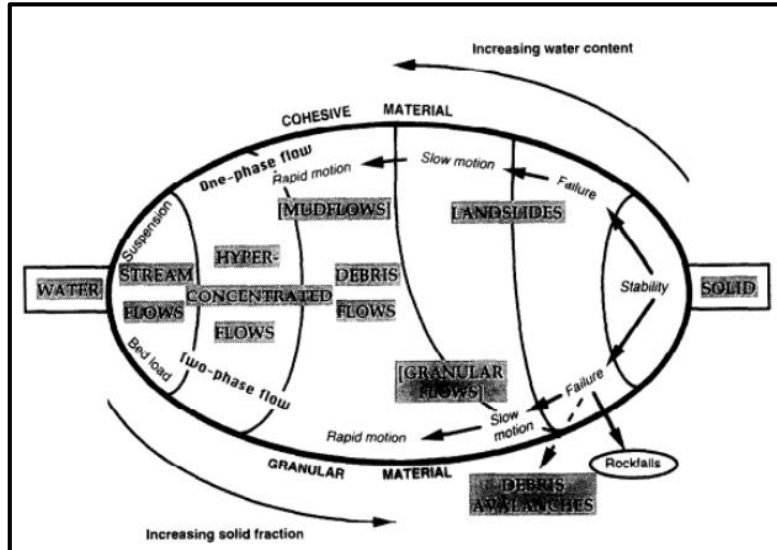 Increasing water content
COHESIVE MATERIAL
One-phase flow
Rapid motion
Slow motion
Failure
[MUDFLOWS]
LANDSLIDES
Suspension
HYPER-
STREAM
DEBRIS
WATER
CONCENTRATED
Stability
SOLID
FLOWS
FLOWS
FLOWS
Bed load
Two-phase flow
[GRANULAR
FLOWS]
Failure
Slow
motion
Rapid motion
GRANULAR MATERIAL
Rockfalls
DEBRIS
AVALANCHES
Increasing solid fraction